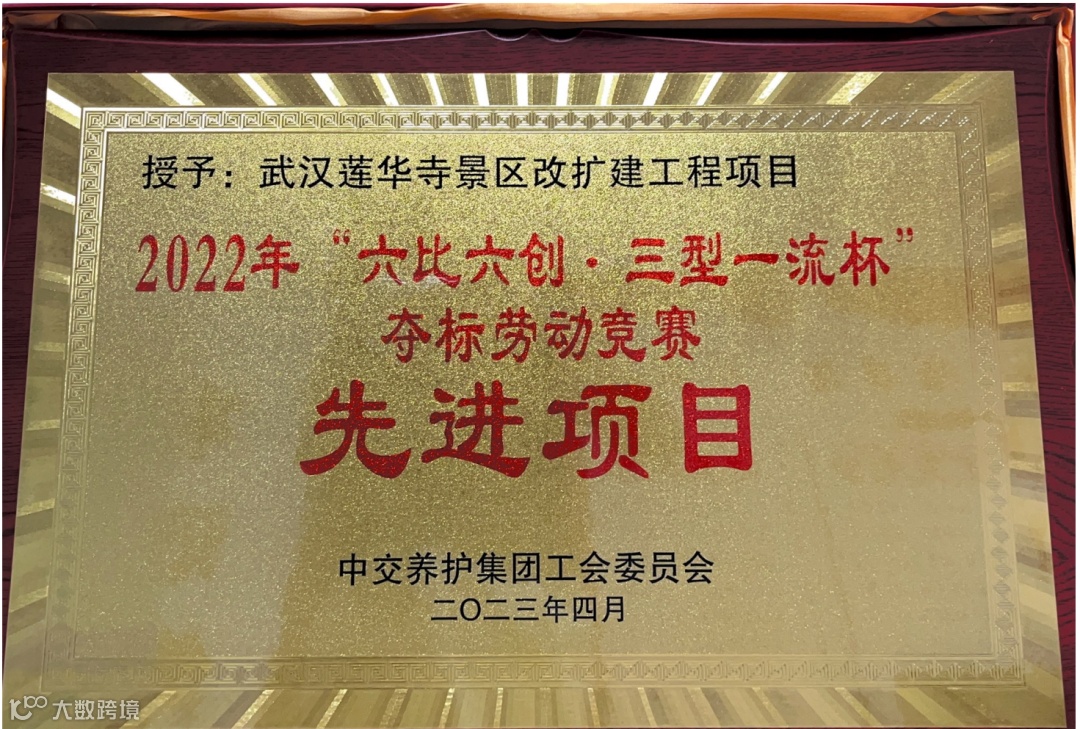 授予：武汉莲华寺景区改扩建工程项目
2022年“六比六创·三型一流杯”
夺标劳动竞赛
先进项目
中交养护集团工会委员会
二〇二三年四月
大数跨境